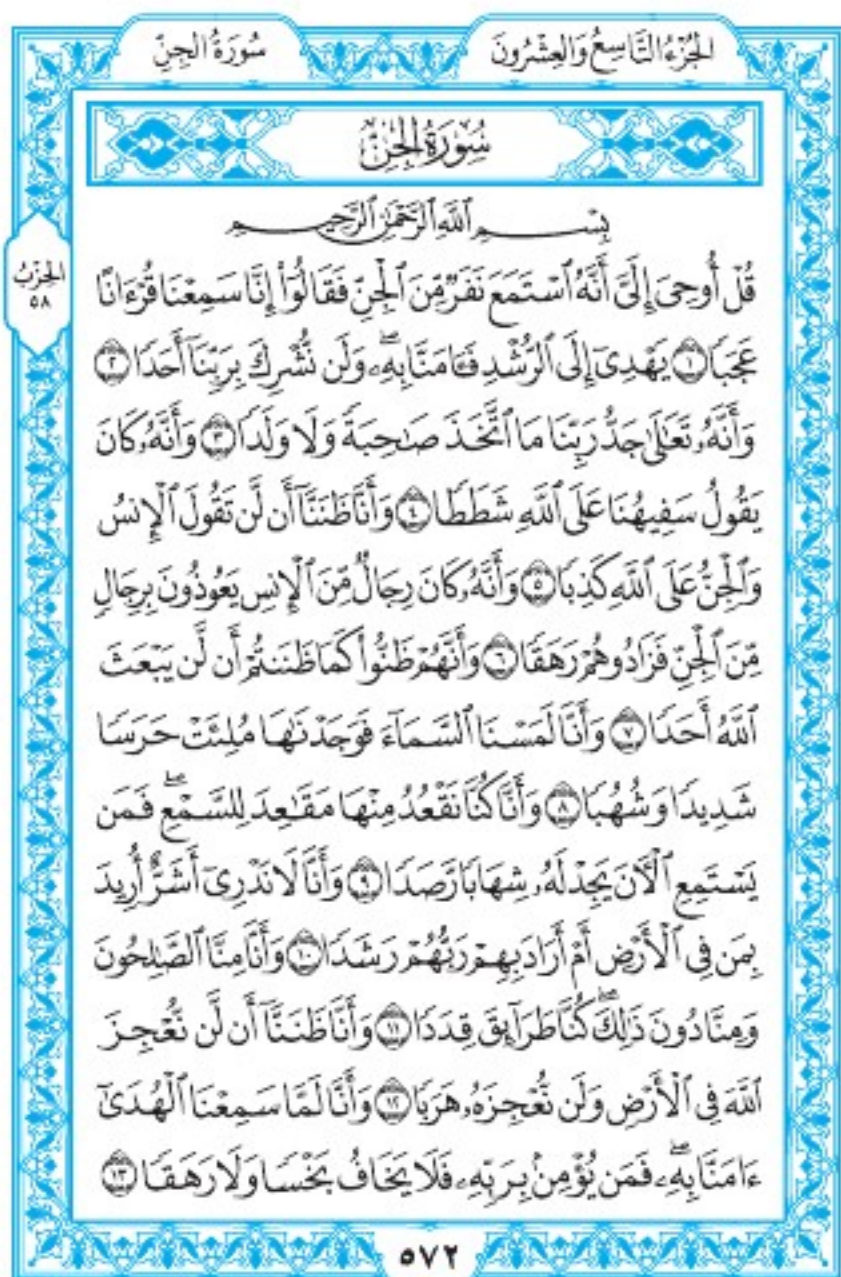 الجُزْءُ التَّاسِعُ وَالعِشْرُونَ
سُورَةُ الجِنِّ
سُورَةُ الجِنِّ
بِسْمِ ٱللَّهِ ٱلرَّحْمَٰنِ ٱلرَّحِيمِ
الحِزْبُ
٥٨
قُلْ أُوحِيَ إِلَيَّ أَنَّهُ ٱسْتَمَعَ نَفَرٌ مِّنَ ٱلْجِنِّ فَقَالُوٓا۟ إِنَّا سَمِعْنَا قُرْءَانًا
عَجَبًا ١ يَهْدِىٓ إِلَى ٱلرُّشْدِ فَـَٔامَنَّا بِهِۦ ۖ وَلَن نُّشْرِكَ بِرَبِّنَآ أَحَدًا ٢
وَأَنَّهُۥ تَعَٰلَىٰ جَدُّ رَبِّنَا مَا ٱتَّخَذَ صَٰحِبَةً وَلَا وَلَدًا ٣ وَأَنَّهُۥ كَانَ
يَقُولُ سَفِيهُنَا عَلَى ٱللَّهِ شَطَطًا ٤ وَأَنَّا ظَنَنَّآ أَن لَّن تَقُولَ ٱلْإِنسُ
وَٱلْجِنُّ عَلَى ٱللَّهِ كَذِبًا ٥ وَأَنَّهُۥ كَانَ رِجَالٌ مِّنَ ٱلْإِنسِ يَعُوذُونَ بِرِجَالٍ
مِّنَ ٱلْجِنِّ فَزَادُوهُمْ رَهَقًا ٦ وَأَنَّهُمْ ظَنُّوا۟ كَمَا ظَنَنتُمْ أَن لَّن يَبْعَثَ
ٱللَّهُ أَحَدًا ٧ وَأَنَّا لَمَسْنَا ٱلسَّمَآءَ فَوَجَدْنَٰهَا مُلِئَتْ حَرَسًا
شَدِيدًا وَشُهُبًا ٨ وَأَنَّا كُنَّا نَقْعُدُ مِنْهَا مَقَٰعِدَ لِلسَّمْعِ ۖ فَمَن
يَسْتَمِعِ ٱلْـَٔانَ يَجِدْ لَهُۥ شِهَابًا رَّصَدًا ٩ وَأَنَّا لَا نَدْرِىٓ أَشَرٌّ أُرِيدَ
بِمَن فِى ٱلْأَرْضِ أَمْ أَرَادَ بِهِمْ رَبُّهُمْ رَشَدًا ١٠ وَأَنَّا مِنَّا ٱلصَّٰلِحُونَ
وَمِنَّا دُونَ ذَٰلِكَ ۖ كُنَّا طَرَآئِقَ قِدَدًا ١١ وَأَنَّا ظَنَنَّآ أَن لَّن نُّعْجِزَ
ٱللَّهَ فِى ٱلْأَرْضِ وَلَن نُّعْجِزَهُۥ هَرَبًا ١٢ وَأَنَّا لَمَّا سَمِعْنَا ٱلْهُدَىٰٓ
ءَامَنَّا بِهِۦ ۖ فَمَن يُؤْمِنۢ بِرَبِّهِۦ فَلَا يَخَافُ بَخْسًا وَلَا رَهَقًا ١٣
٥٧٢